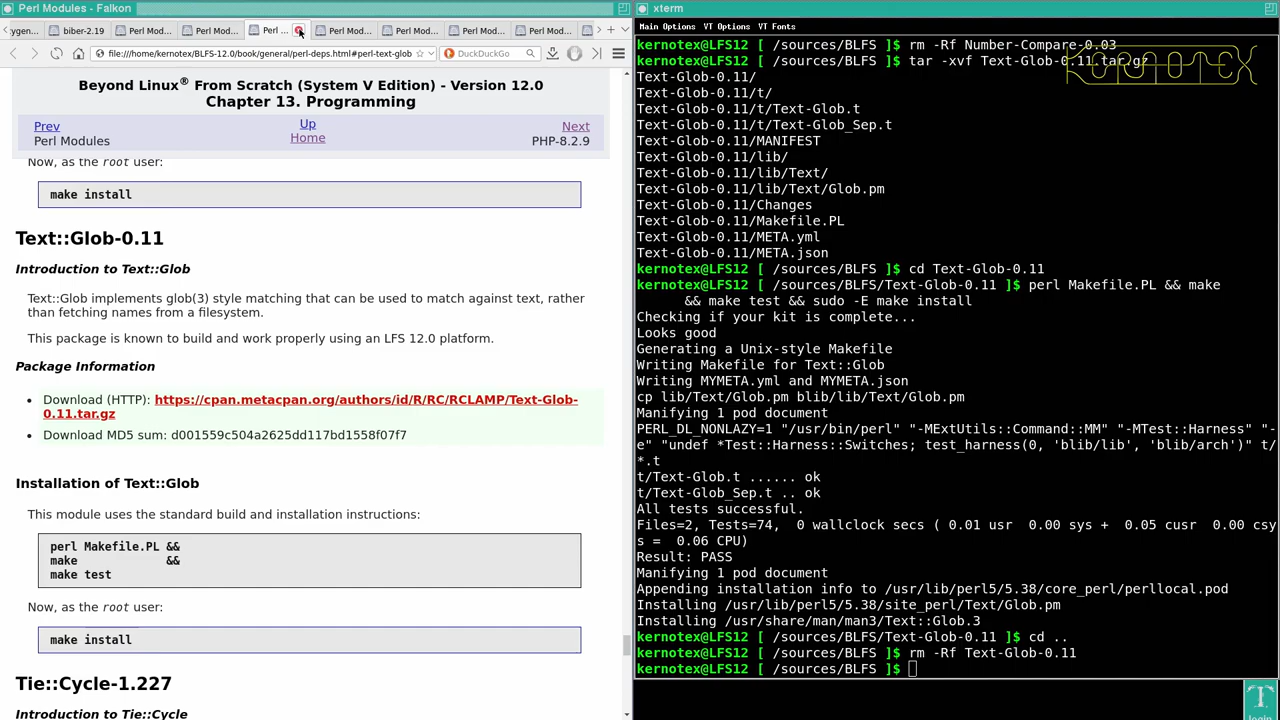 Perl Modules - Falkon
ygen...
biber-2.19
Perl Mod...
Perl Mod...
Perl ...
Perl Mod...
Perl Mod...
Perl Mod...
Perl Mod...
file:///home/kernotex/BLFS-12.0/book/general/perl-deps.html#perl-text-glob
DuckDuckGo
Beyond Linux® From Scratch (System V Edition) - Version 12.0
Chapter 13. Programming
Prev
Up
Next
Perl Modules
Home
PHP-8.2.9
Now, as the root user:
make install
Text::Glob-0.11
Introduction to Text::Glob
Text::Glob implements glob(3) style matching that can be used to match against text, rather
than fetching names from a filesystem.
This package is known to build and work properly using an LFS 12.0 platform.
Package Information
• Download (HTTP): https://cpan.metacpan.org/authors/id/R/RC/RCLAMP/Text-Glob-
0.11.tar.gz
• Download MD5 sum: d001559c504a2625dd117bd1558f07f7
Installation of Text::Glob
This module uses the standard build and installation instructions:
perl Makefile.PL &&
make &&
make test
Now, as the root user:
make install
Tie::Cycle-1.227
Introduction to Tie::Cycle
xterm
Main Options VT Options VT Fonts
kernotex@LFS12 [ /sources/BLFS ]$ rm -Rf Number-Compare-0.03
kernotex@LFS12 [ /sources/BLFS ]$ tar -xvf Text-Glob-0.11.tar.gz
KERNOTEX
Text-Glob-0.11/
Text-Glob-0.11/t/
Text-Glob-0.11/t/Text-Glob.t
Text-Glob-0.11/t/Text-Glob_Sep.t
Text-Glob-0.11/MANIFEST
Text-Glob-0.11/lib/
Text-Glob-0.11/lib/Text/
Text-Glob-0.11/lib/Text/Glob.pm
Text-Glob-0.11/Changes
Text-Glob-0.11/Makefile.PL
Text-Glob-0.11/META.yml
Text-Glob-0.11/META.json
kernotex@LFS12 [ /sources/BLFS ]$ cd Text-Glob-0.11
kernotex@LFS12 [ /sources/BLFS/Text-Glob-0.11 ]$ perl Makefile.PL && make
&& make test && sudo -E make install
Checking if your kit is complete...
Looks good
Generating a Unix-style Makefile
Writing Makefile for Text::Glob
Writing MYMETA.yml and MYMETA.json
cp lib/Text/Glob.pm blib/lib/Text/Glob.pm
Manifying 1 pod document
PERL_DL_NONLAZY=1 "/usr/bin/perl" "-MExtUtils::Command::MM" "-MTest::Harness" "-
e" "undef *Test::Harness::Switches; test_harness(0, 'blib/lib', 'blib/arch')" t/
*.t
t/Text-Glob.t ...... ok
t/Text-Glob_Sep.t .. ok
All tests successful.
Files=2, Tests=74, 0 wallclock secs ( 0.01 usr 0.00 sys + 0.05 cusr 0.00 csy
s = 0.06 CPU)
Result: PASS
Manifying 1 pod document
Appending installation info to /usr/lib/perl5/5.38/core_perl/perllocal.pod
Installing /usr/lib/perl5/5.38/site_perl/Text/Glob.pm
Installing /usr/share/man/man3/Text::Glob.3
kernotex@LFS12 [ /sources/BLFS/Text-Glob-0.11 ]$ cd ..
kernotex@LFS12 [ /sources/BLFS ]$ rm -Rf Text-Glob-0.11
kernotex@LFS12 [ /sources/BLFS ]$
login